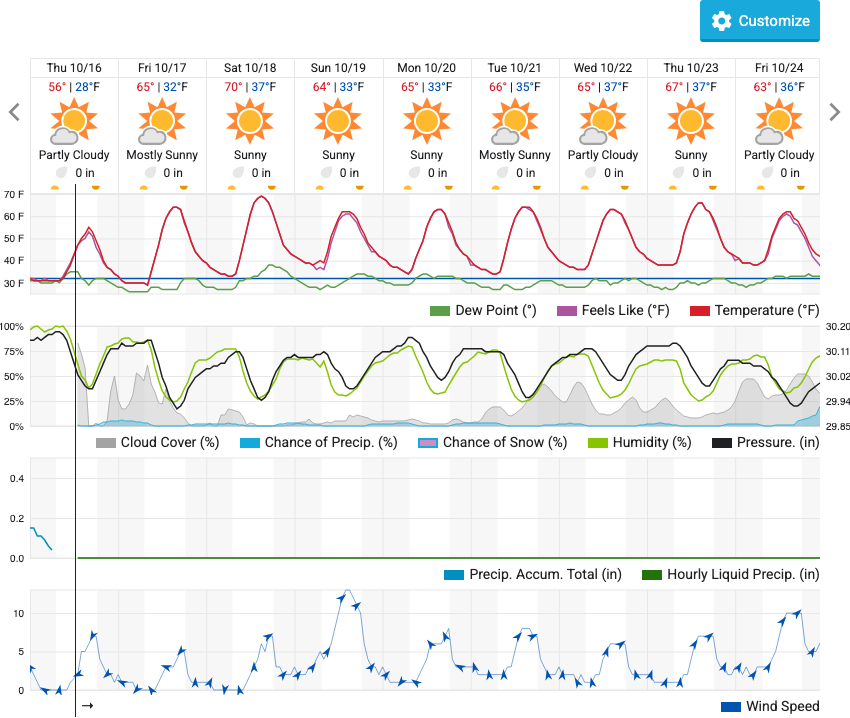 Customize
Thu 10/16 Fri 10/17 Sat 10/18 Sun 10/19 Mon 10/20 Tue 10/21 Wed 10/22 Thu 10/23 Fri 10/24
56° | 28°F 65° | 32°F 70° | 37°F 64° | 33°F 65° | 33°F 66° | 35°F 65° | 37°F 67° | 37°F 63° | 36°F
Partly Cloudy Mostly Sunny Sunny Sunny Sunny Mostly Sunny Partly Cloudy Sunny Partly Cloudy
0 in 0 in 0 in 0 in 0 in 0 in 0 in 0 in 0 in
70 F
60 F
50 F
40 F
30 F
Dew Point (°) Feels Like (°F) Temperature (°F)
100% 30.20
75% 30.11
50% 30.02
25% 29.94
0% 29.85
Cloud Cover (%) Chance of Precip. (%) Chance of Snow (%) Humidity (%) Pressure. (in)
0.4
0.2
0.0
Precip. Accum. Total (in) Hourly Liquid Precip. (in)
10
5
0
Wind Speed